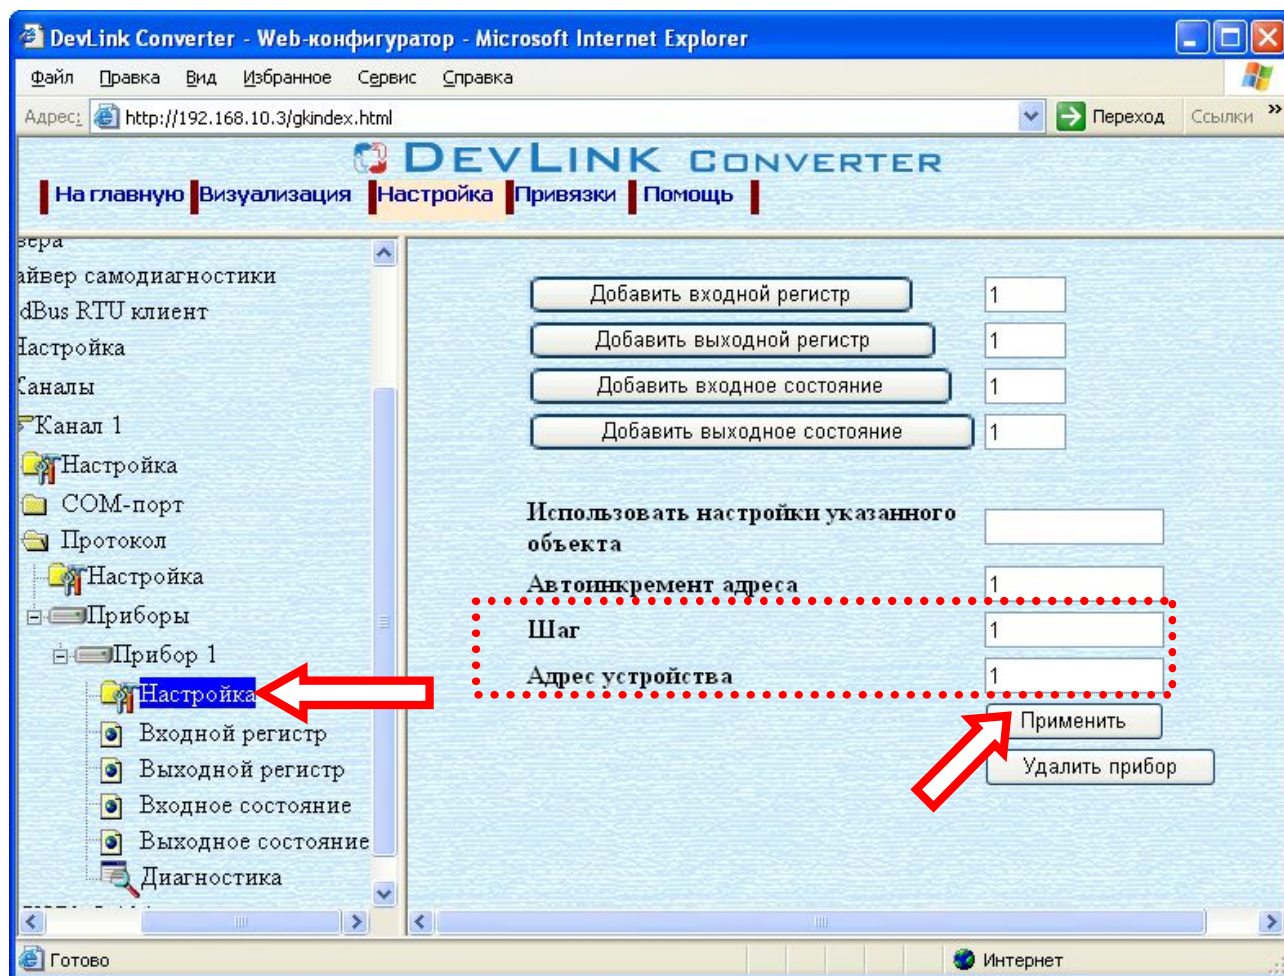 DevLink Converter - Web-конфигуратор - Microsoft Internet Explorer
Файл Правка Вид Избранное Сервис Справка
Адрес: http://192.168.10.3/gkindex.html Переход Ссылки »
DEVLINK CONVERTER
На главную Визуализация Настройка Привязки Помощь
вера
айвер самодиагностики
dBus RTU клиент
Настройка
Каналы
Канал 1
Настройка
COM-порт
Протокол
Настройка
Приборы
Прибор 1
Настройка
Входной регистр
Выходной регистр
Входное состояние
Выходное состояние
Диагностика
Добавить входной регистр 1
Добавить выходной регистр 1
Добавить входное состояние 1
Добавить выходное состояние 1
Использовать настройки указанного
объекта
Автоинкремент адреса 1
Шаг 1
Адрес устройства 1
Применить
Удалить прибор
Готово Интернет